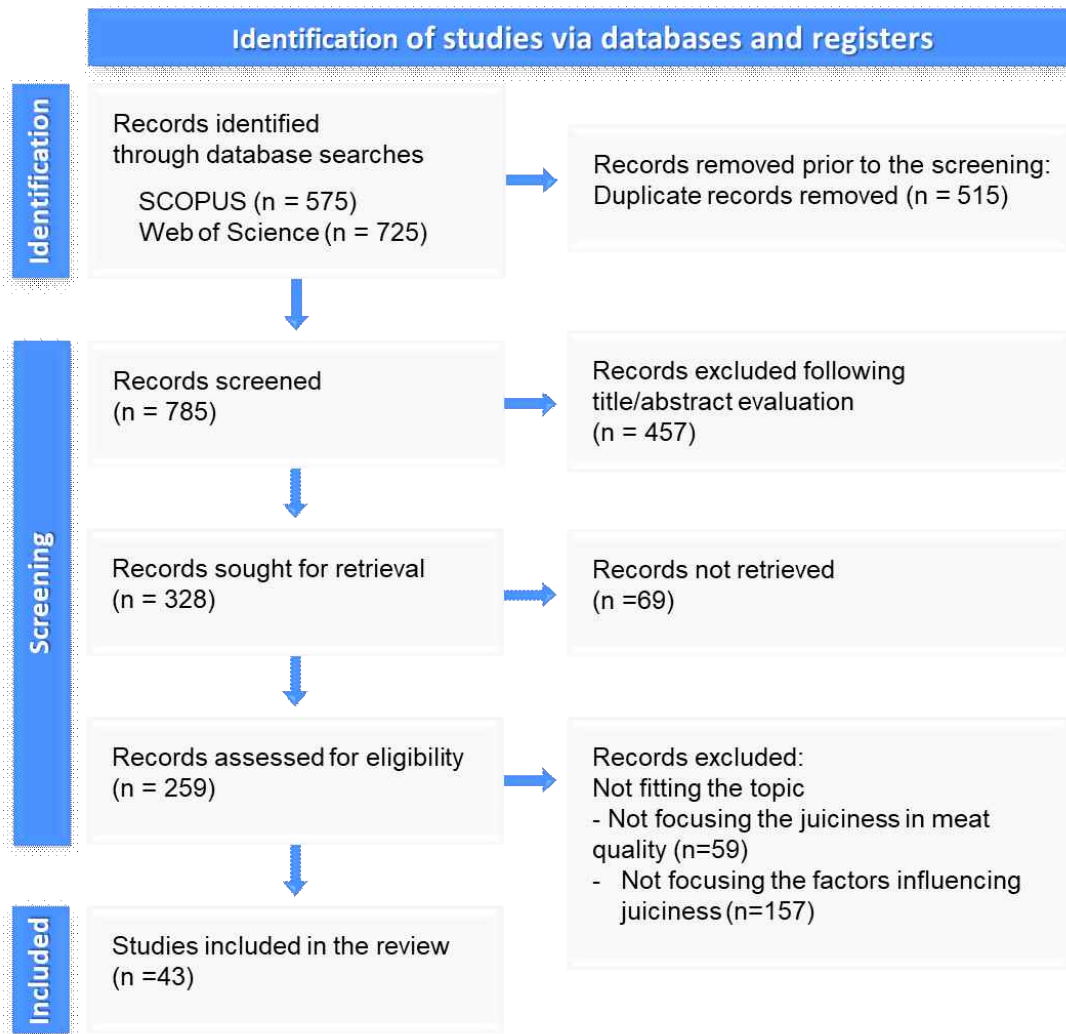 Identification of studies via databases and registers
Identification
Records identified
through database searches
SCOPUS (n = 575)
Web of Science (n = 725)
Records removed prior to the screening:
Duplicate records removed (n = 515)
Screening
Records screened
(n = 785)
Records excluded following
title/abstract evaluation
(n = 457)
Records sought for retrieval
(n = 328)
Records not retrieved
(n =69)
Records assessed for eligibility
(n = 259)
Records excluded:
Not fitting the topic
- Not focusing the juiciness in meat
quality (n=59)
- Not focusing the factors influencing
juiciness (n=157)
Included
Studies included in the review
(n =43)